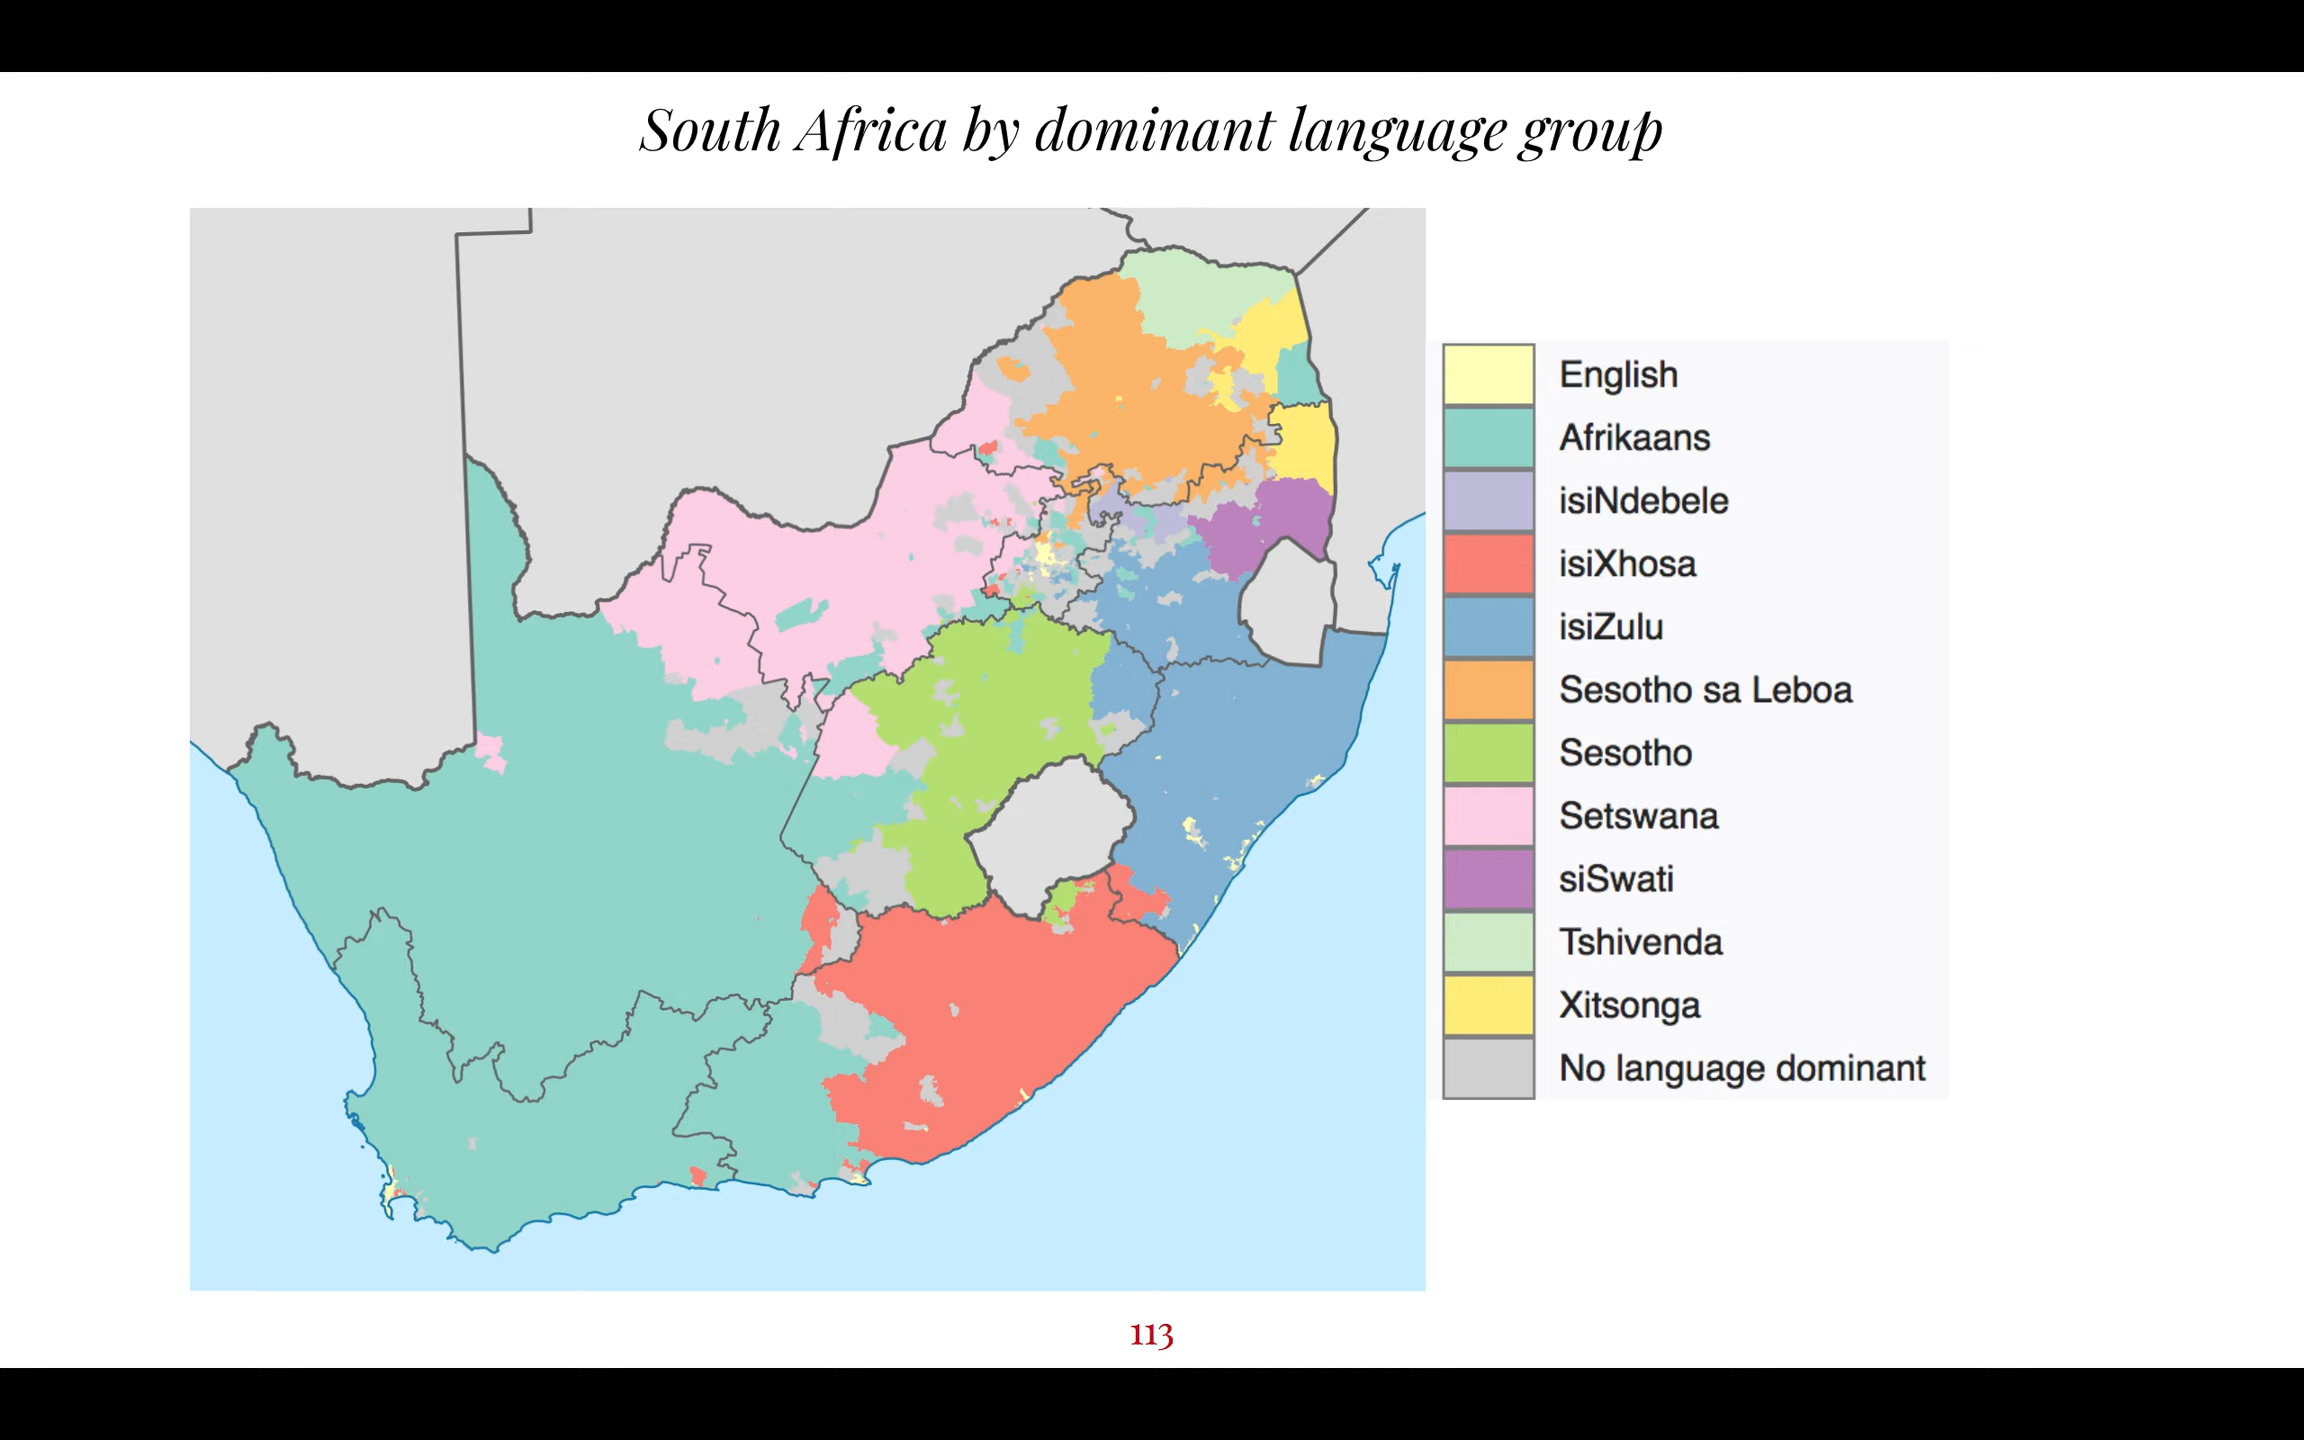 South Africa by dominant language group
English
Afrikaans
isiNdebele
isiXhosa
isiZulu
Sesotho sa Leboa
Sesotho
Setswana
siSwati
Tshivenda
Xitsonga
No language dominant
113